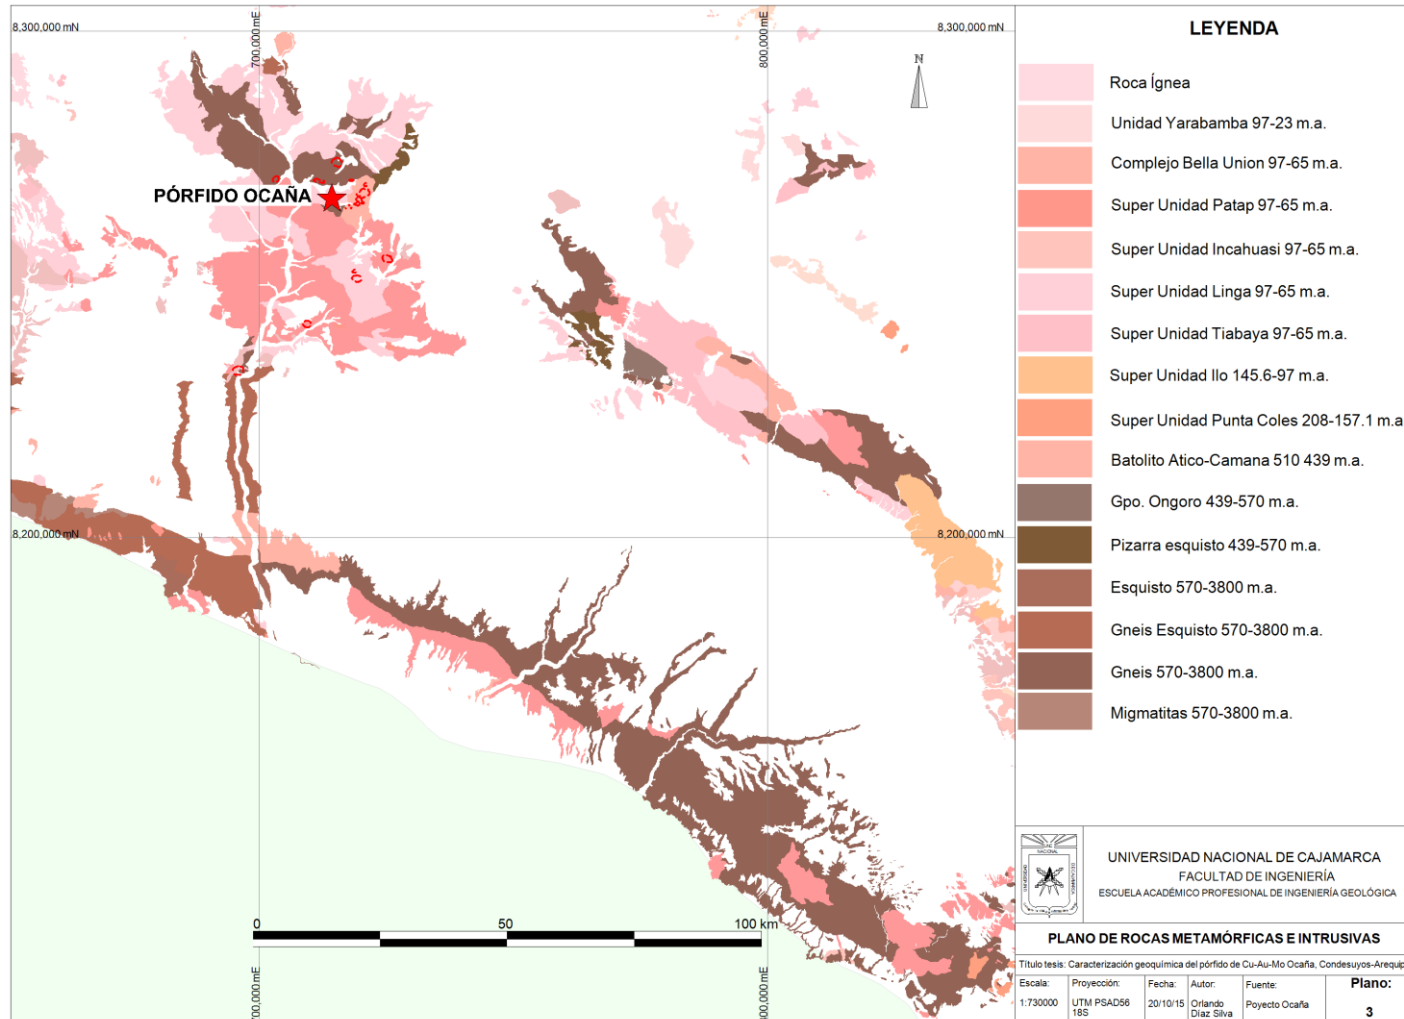 8,300,000 mN
700,000 mE
800,000 mE
8,300,000 mN
N
PÓRFIDO OCAÑA
8,200,000 mN
8,200,000 mN
0
50
100 km
700,000 mE
800,000 mE
LEYENDA
Roca Ígnea
Unidad Yarabamba 97-23 m.a.
Complejo Bella Union 97-65 m.a.
Super Unidad Patap 97-65 m.a.
Super Unidad Incahuasi 97-65 m.a.
Super Unidad Linga 97-65 m.a.
Super Unidad Tiabaya 97-65 m.a.
Super Unidad Ilo 145.6-97 m.a.
Super Unidad Punta Coles 208-157.1 m.a
Batolito Atico-Camana 510 439 m.a.
Gpo. Ongoro 439-570 m.a.
Pizarra esquisto 439-570 m.a.
Esquisto 570-3800 m.a.
Gneis Esquisto 570-3800 m.a.
Gneis 570-3800 m.a.
Migmatitas 570-3800 m.a.
UNIVERSIDAD NACIONAL DE CAJAMARCA
FACULTAD DE INGENIERÍA
ESCUELA ACADÉMICO PROFESIONAL DE INGENIERÍA GEOLÓGICA
PLANO DE ROCAS METAMÓRFICAS E INTRUSIVAS
Título tesis: Caracterización geoquímica del pórfido de Cu-Au-Mo Ocaña, Condesuyos-Arequip
Escala:
1:730000
Proyección:
UTM PSAD56
18S
Fecha:
20/10/15
Autor:
Orlando
Díaz Silva
Fuente:
Poyecto Ocaña
Plano:
3